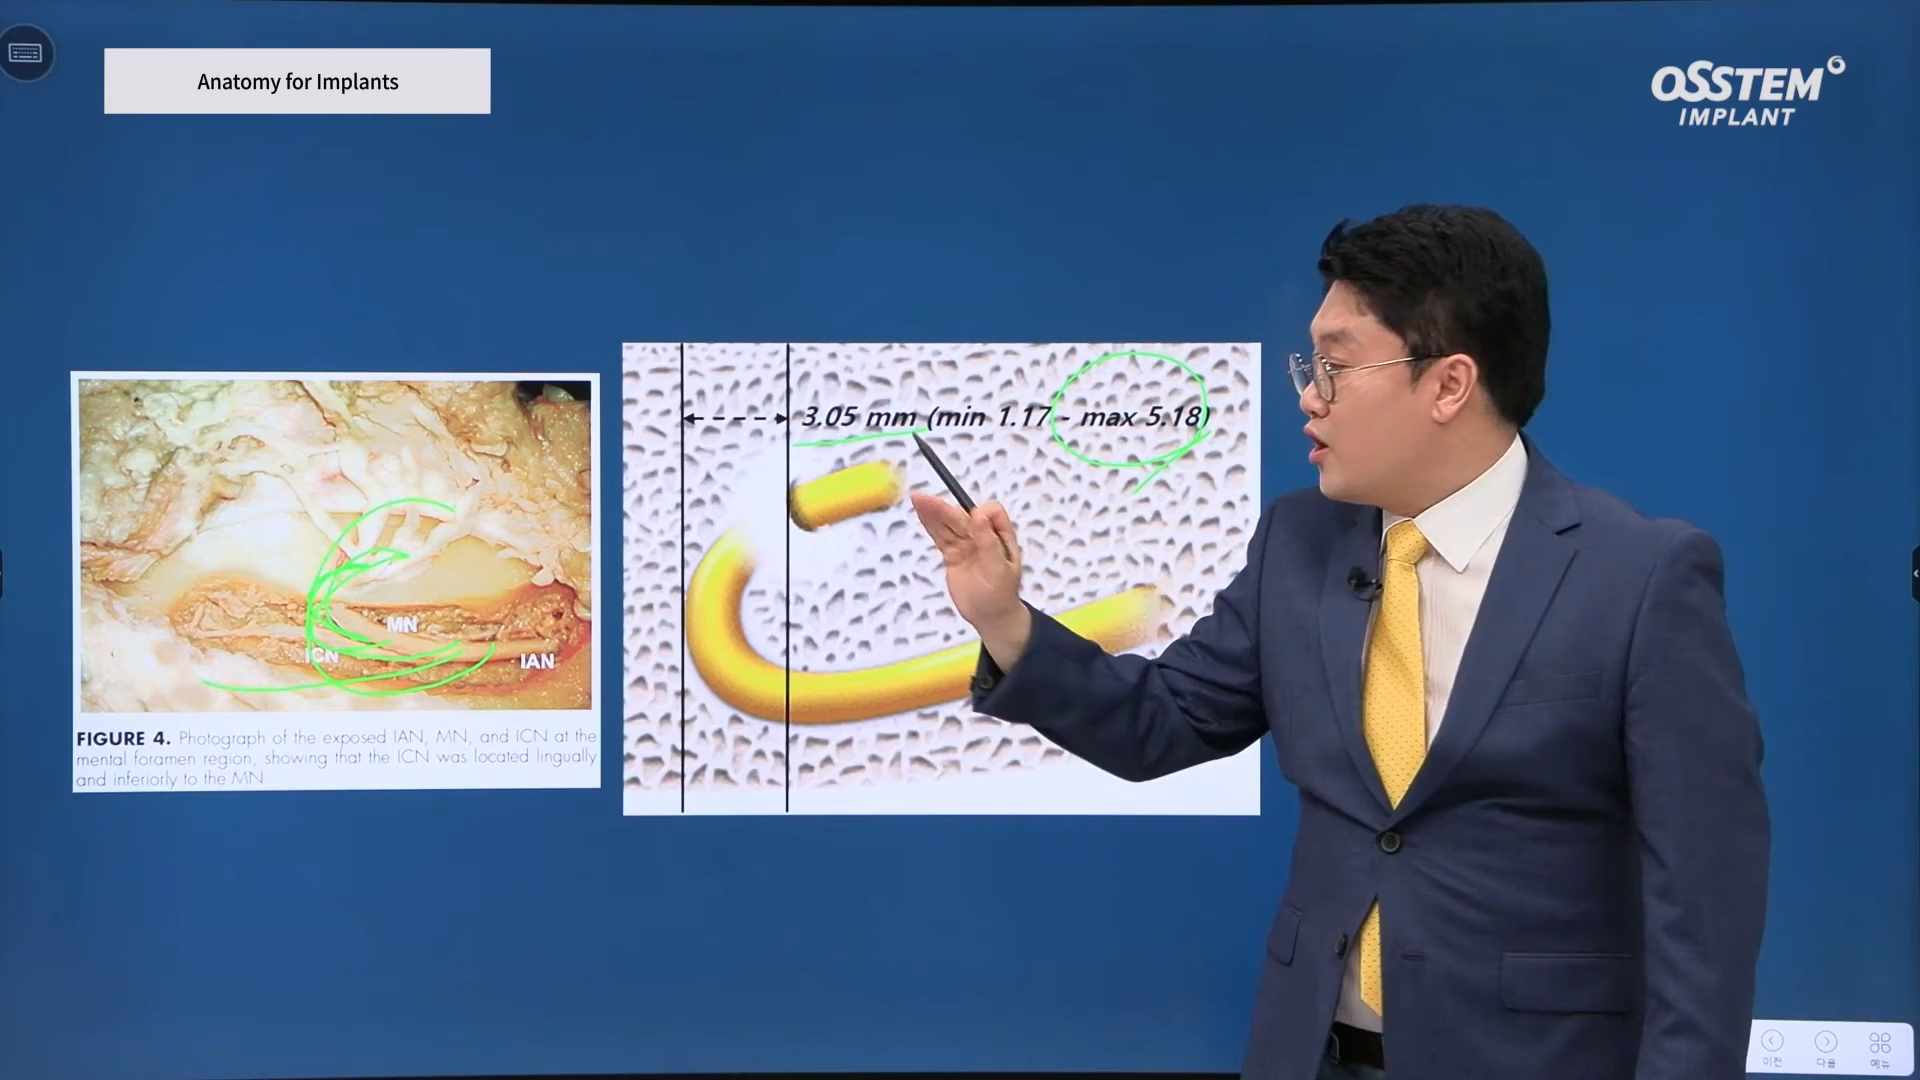 Anatomy for Implants
OSSTEM
IMPLANT
3.05 mm (min 1.17 - max 5.18)
MN
ICN
IAN
FIGURE 4. Photograph of the exposed IAN, MN, and ICN at the
mental foramen region, showing that the ICN was located lingually
and inferiorly to the MN.
이전
다음
메뉴